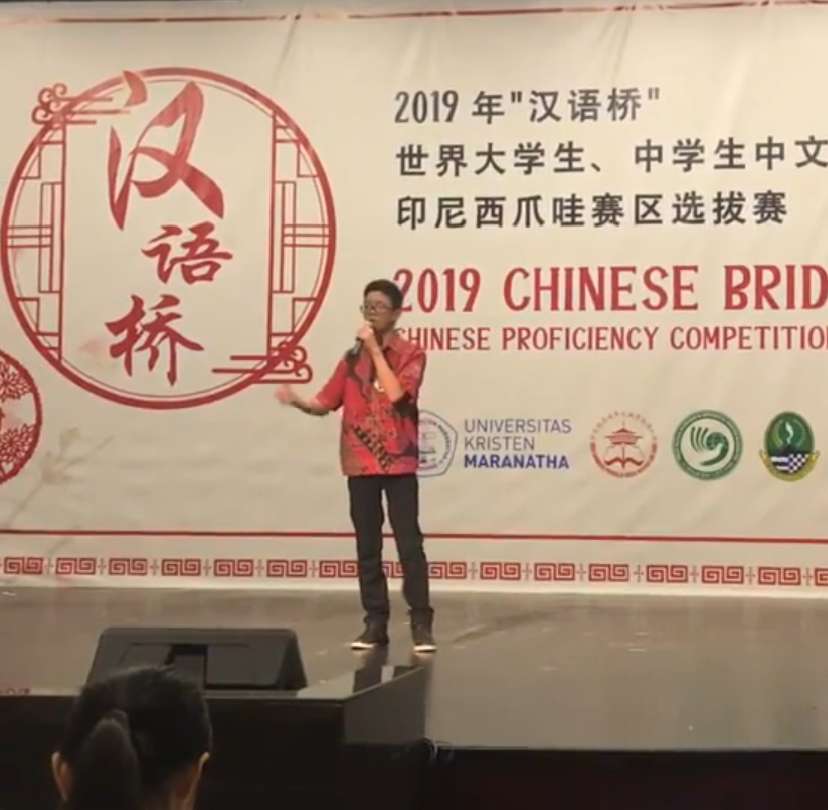 汉
语
桥
2019 年"汉语桥"
世界大学生、中学生中文
印尼西爪哇赛区选拔赛
2019 CHINESE BRID
CHINESE PROFICIENCY COMPETITION
UNIVERSITAS
KRISTEN
MARANATHA